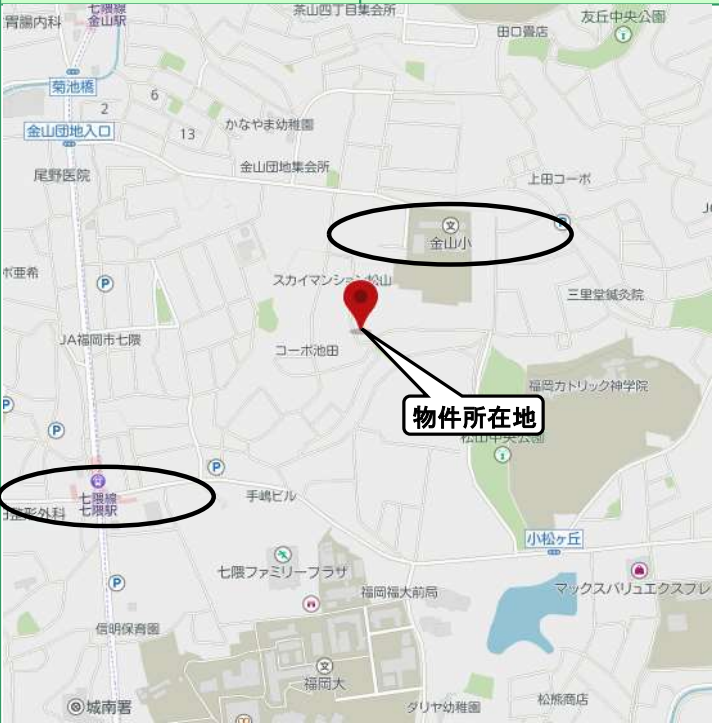 七隈線
金山駅
茶山四丁目集会所
友丘中央公園
胃腸内科
田口畳店
菊池橋
2
6
13
かなやま幼稚園
金山団地入口
金山団地集会所
尾野医院
上田コーポ
P
金山小
ポ亜希
P
スカイマンション松山
三里堂鍼灸院
JA福岡市七隈
コーポ池田
福岡カトリック神学院
物件所在地
P
P
松山中央公園
P
七隈線
七隈駅
手嶋ビル
整形外科
小松ヶ丘
七隈ファミリープラザ
P
福岡福大前局
マックスバリュエクスプレ
信明保育園
福岡大
城南署
ダリヤ幼稚園
松熊商店